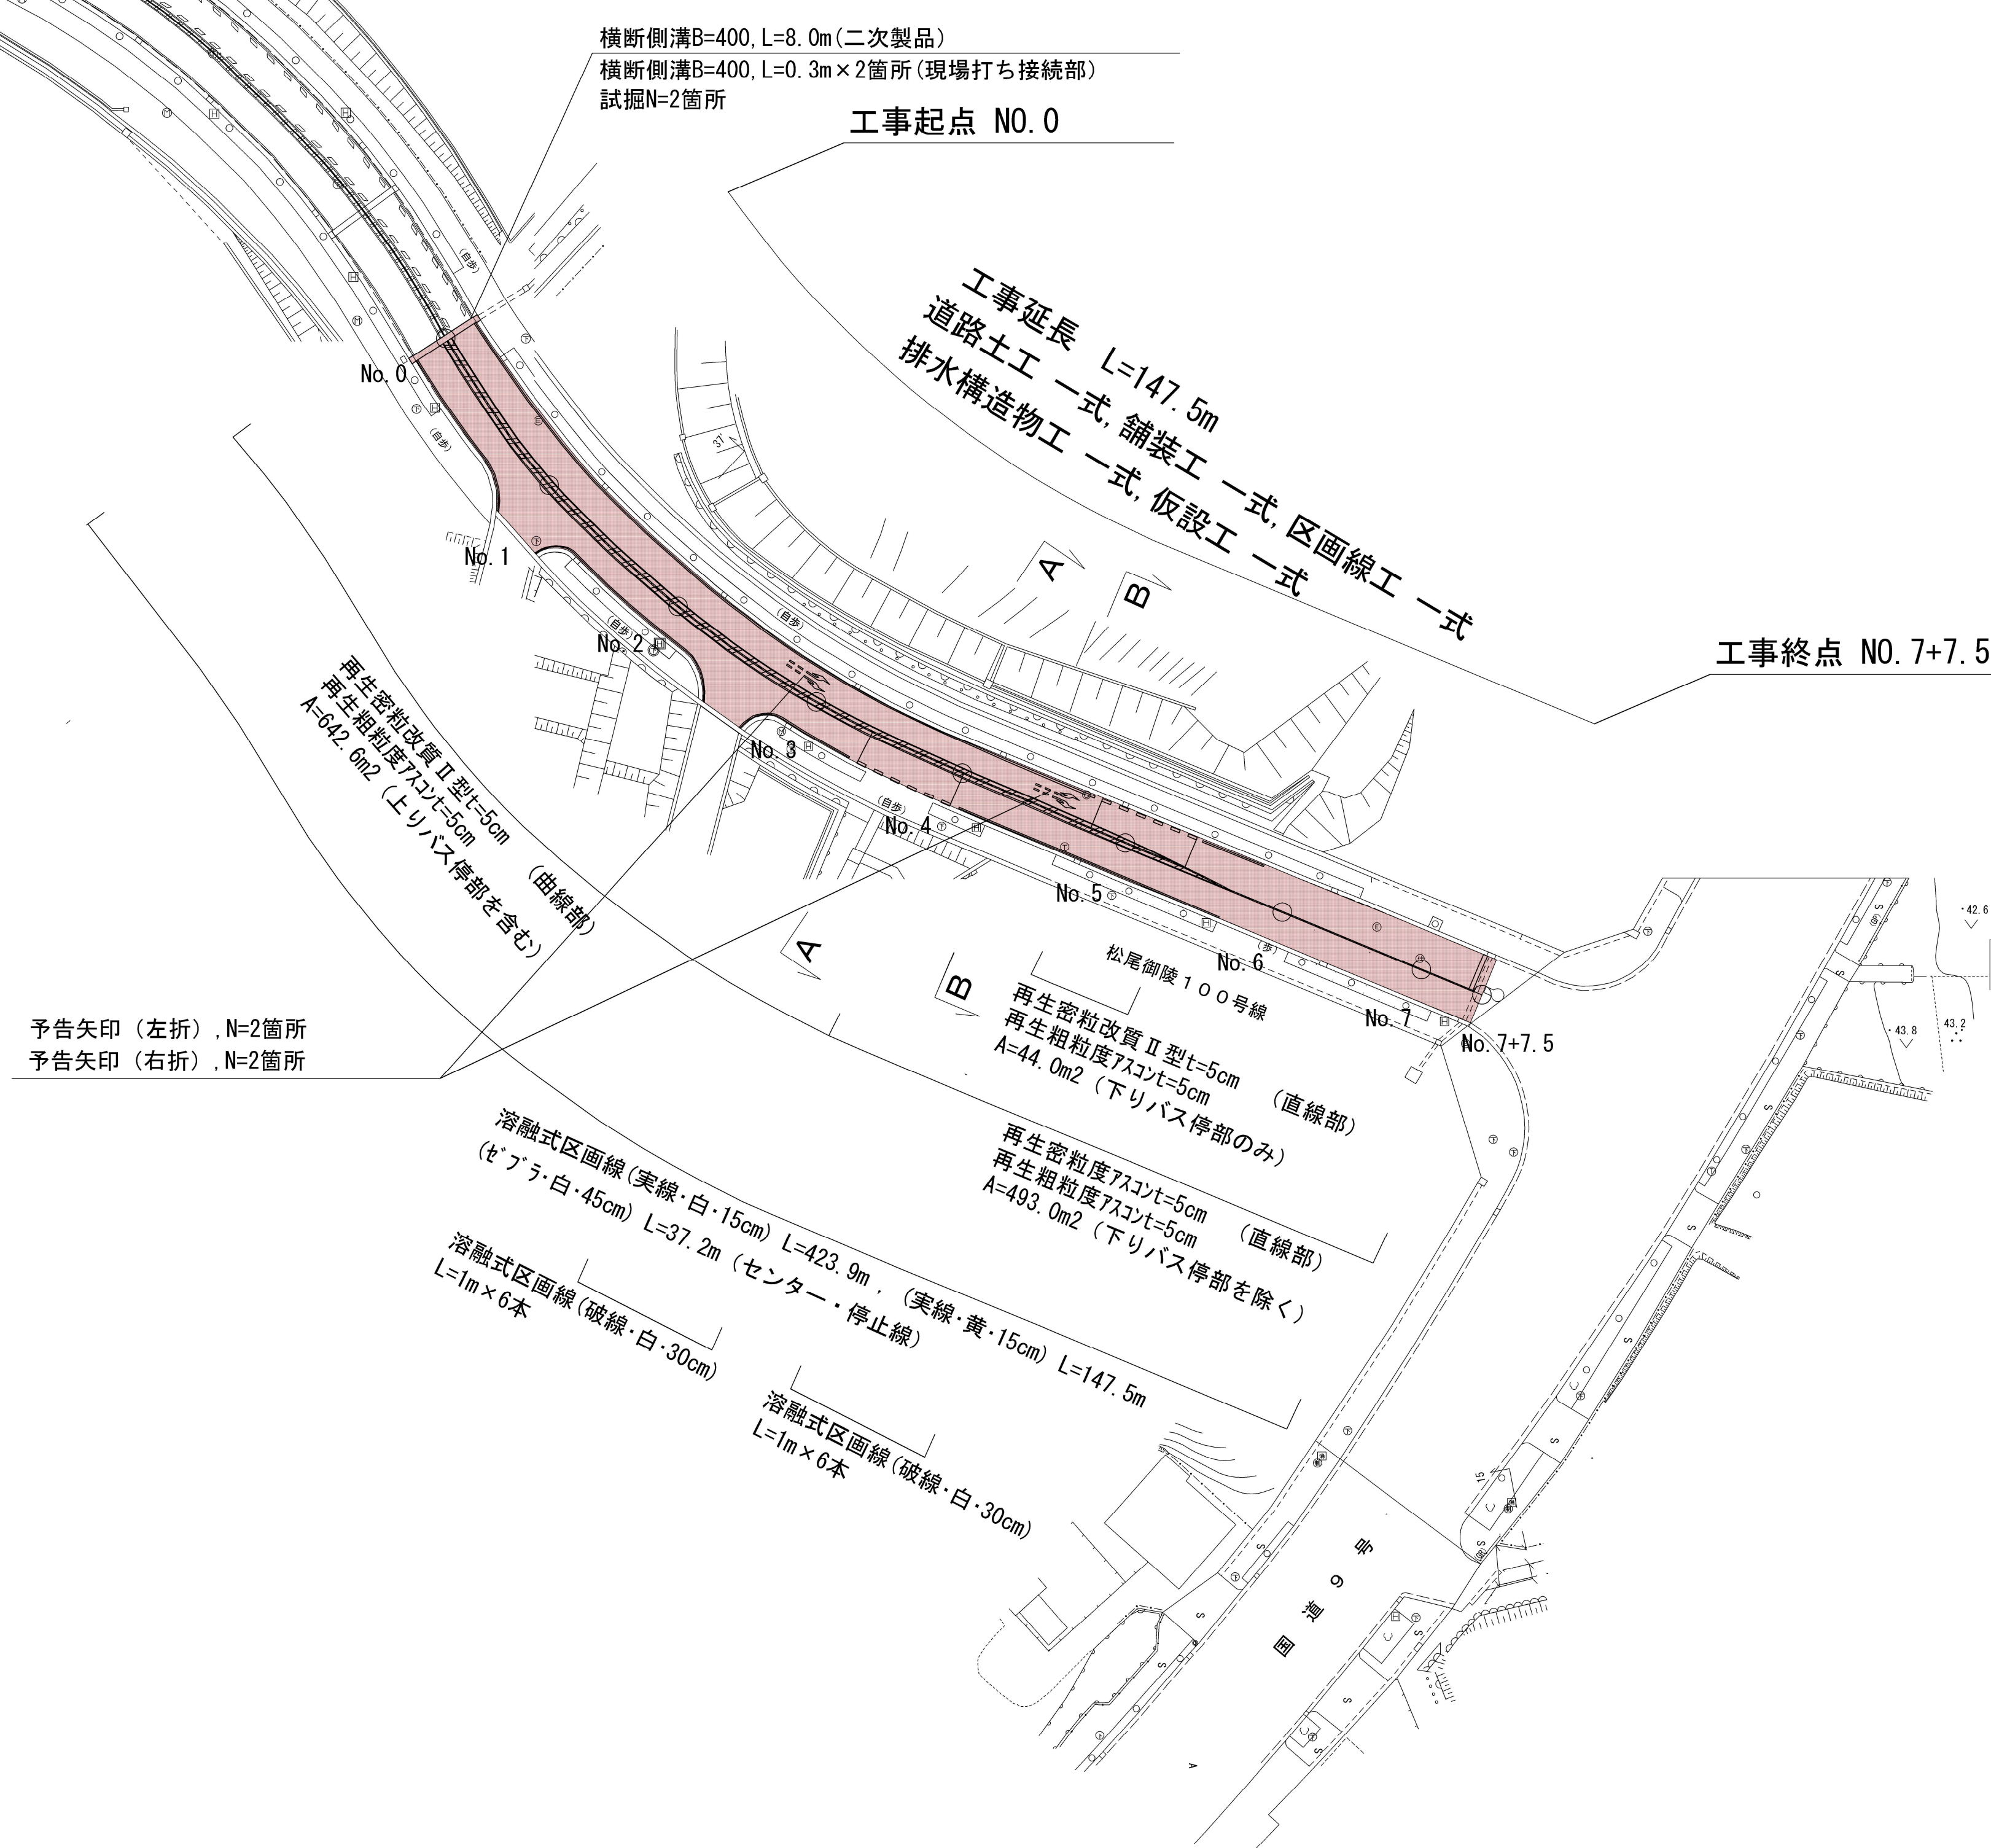 横断側溝B=400,L=8.0m(二次製品)
横断側溝B=400,L=0.3m×2箇所(現場打ち接続部)
試掘N=2箇所
工事起点 NO.0
工事延長 L=147.5m
道路土工 一式,舗装工 一式,区画線工 一式
排水構造物工 一式,仮設工 一式
工事終点 NO.7+7.5
(自歩)
No.0
(自歩)
37
No.1
A
B
(自歩)
(自歩)
No.2
No.3
(自歩)
No.4
No.5
No.6
(歩)
No.7
No.7+7.5
松尾御陵100号線
A
B
再生密粒改質Ⅱ型t=5cm (曲線部)
再生粗粒度アスコンt=5cm
A=642.6m2(上りバス停部を含む)
予告矢印(左折),N=2箇所
予告矢印(右折),N=2箇所
再生密粒改質Ⅱ型t=5cm (直線部)
再生粗粒度アスコンt=5cm
A=44.0m2(下りバス停部のみ)
再生密粒度アスコンt=5cm (直線部)
再生粗粒度アスコンt=5cm
A=493.0m2(下りバス停部を除く)
溶融式区画線(実線・白・15cm) L=423.9m , (実線・黄・15cm) L=147.5m
(ゼブラ・白・45cm) L=37.2m(センター・停止線)
溶融式区画線(破線・白・30cm)
L=1m×6本
溶融式区画線(破線・白・30cm)
L=1m×6本
・42.6
・43.8
43.2
15
国道9号
A